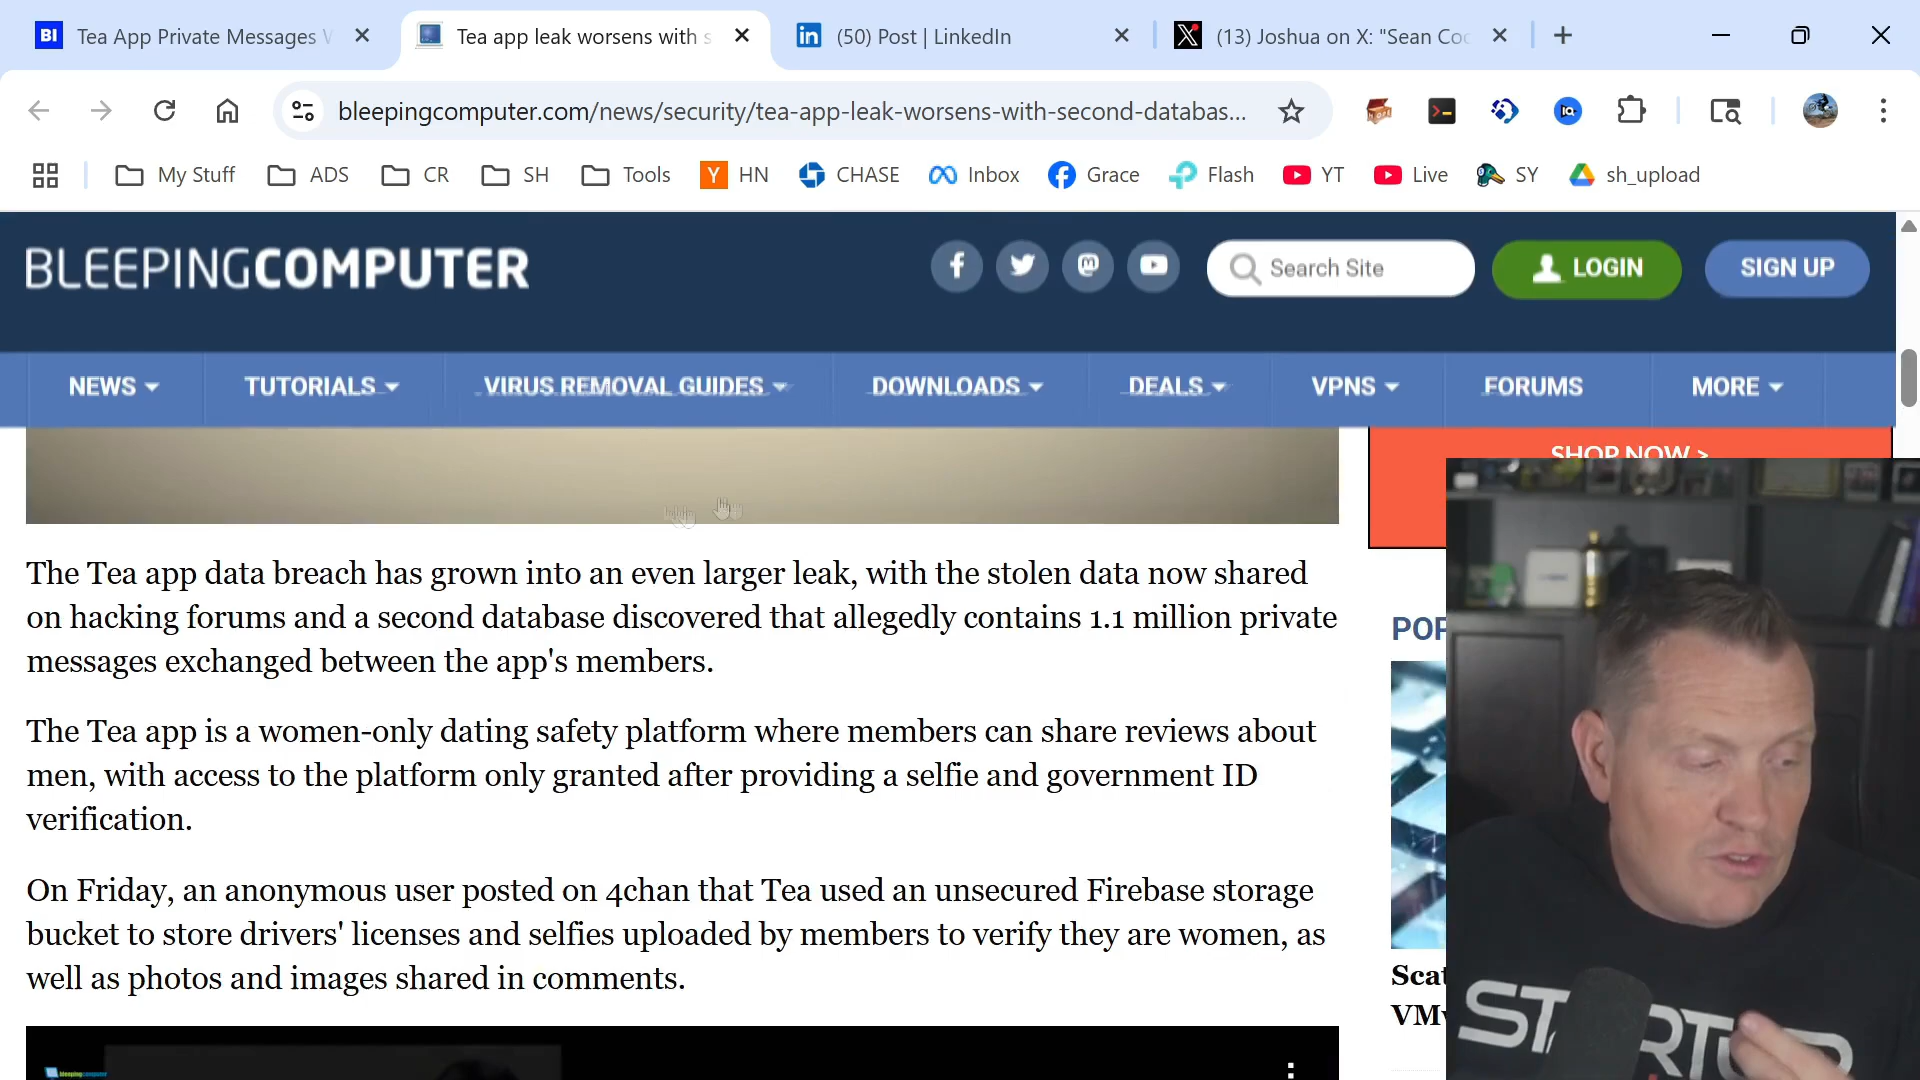 BI Tea App Private Messages
Tea app leak worsens with s
(50) Post | LinkedIn
(13) Joshua on X: "Sean Coo
bleepingcomputer.com/news/security/tea-app-leak-worsens-with-second-databas...
My Stuff ADS CR SH Tools HN CHASE Inbox Grace Flash YT Live SY sh_upload
BLEEPINGCOMPUTER
Search Site
LOGIN
SIGN UP
NEWS TUTORIALS VIRUS REMOVAL GUIDES DOWNLOADS DEALS VPNS FORUMS MORE
SHOP NOW >
The Tea app data breach has grown into an even larger leak, with the stolen data now shared
on hacking forums and a second database discovered that allegedly contains 1.1 million private
messages exchanged between the app's members.
The Tea app is a women-only dating safety platform where members can share reviews about
men, with access to the platform only granted after providing a selfie and government ID
verification.
On Friday, an anonymous user posted on 4chan that Tea used an unsecured Firebase storage
bucket to store drivers' licenses and selfies uploaded by members to verify they are women, as
well as photos and images shared in comments.
POP
Scat
VMw
bleepingcomputer